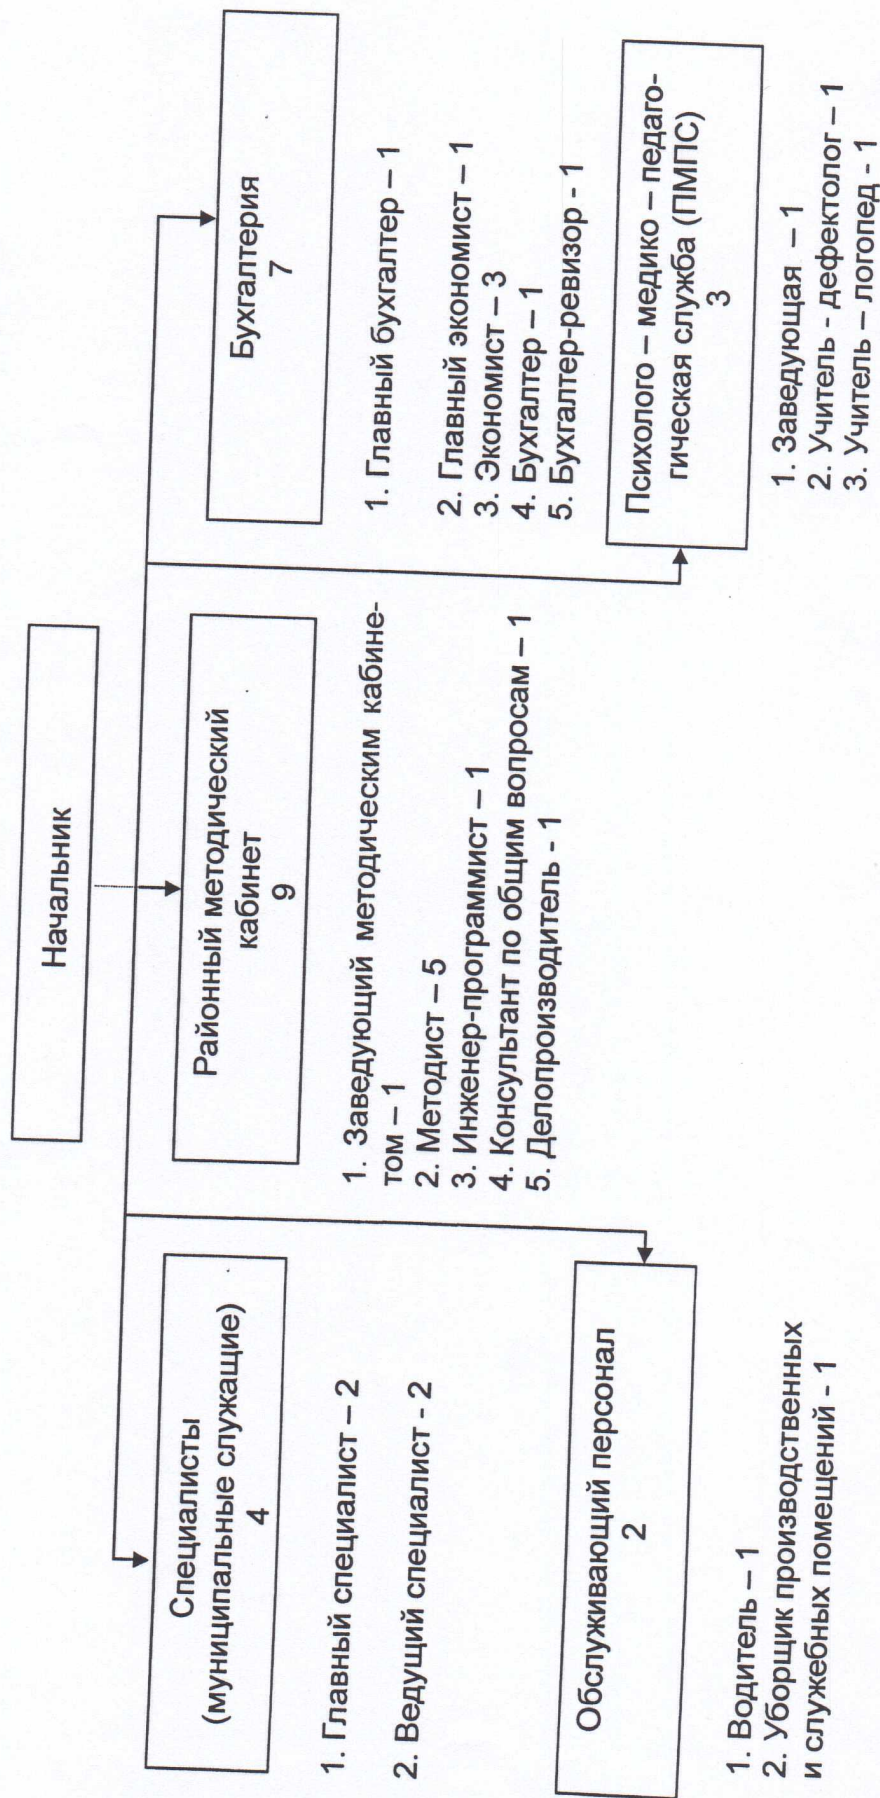 Начальник
Специалисты
(муниципальные служащие)
4
1. Главный специалист – 2
2. Ведущий специалист - 2
Районный методический
кабинет
9
1. Заведующий методическим кабине-
том – 1
2. Методист – 5
3. Инженер-программист – 1
4. Консультант по общим вопросам – 1
5. Делопроизводитель - 1
Бухгалтерия
7
1. Главный бухгалтер – 1
2. Главный экономист – 1
3. Экономист – 3
4. Бухгалтер – 1
5. Бухгалтер-ревизор - 1
Обслуживающий персонал
2
1. Водитель – 1
2. Уборщик производственных
и служебных помещений - 1
Психолого – медико – педаго-
гическая служба (ПМПС)
3
1. Заведующая – 1
2. Учитель - дефектолог – 1
3. Учитель – логопед - 1